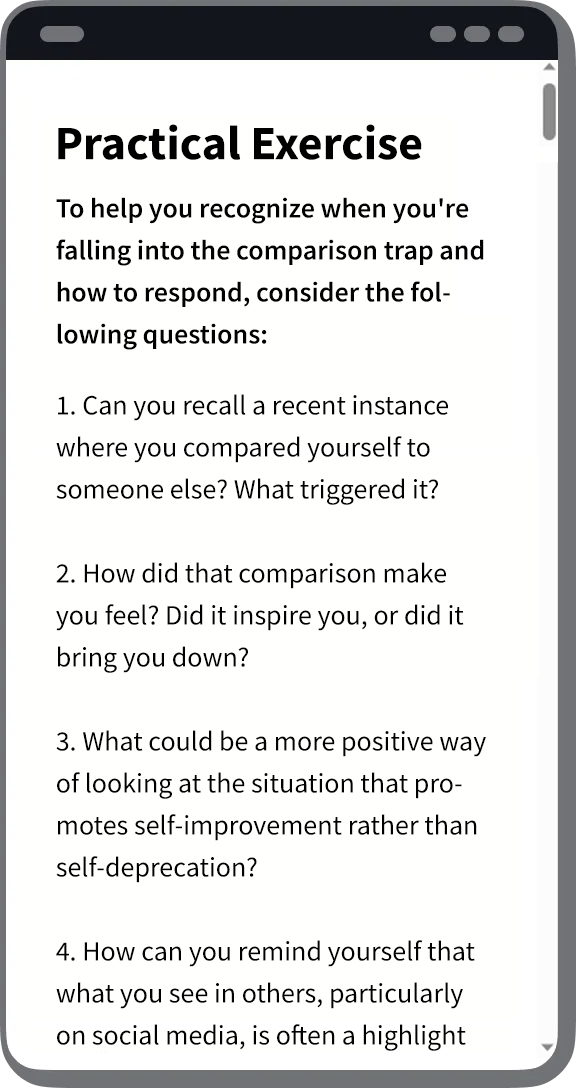 Practical Exercise
To help you recognize when you're
falling into the comparison trap and
how to respond, consider the fol-
lowing questions:
1. Can you recall a recent instance
where you compared yourself to
someone else? What triggered it?
2. How did that comparison make
you feel? Did it inspire you, or did it
bring you down?
3. What could be a more positive way
of looking at the situation that pro-
motes self-improvement rather than
self-deprecation?
4. How can you remind yourself that
what you see in others, particularly
on social media, is often a highlight